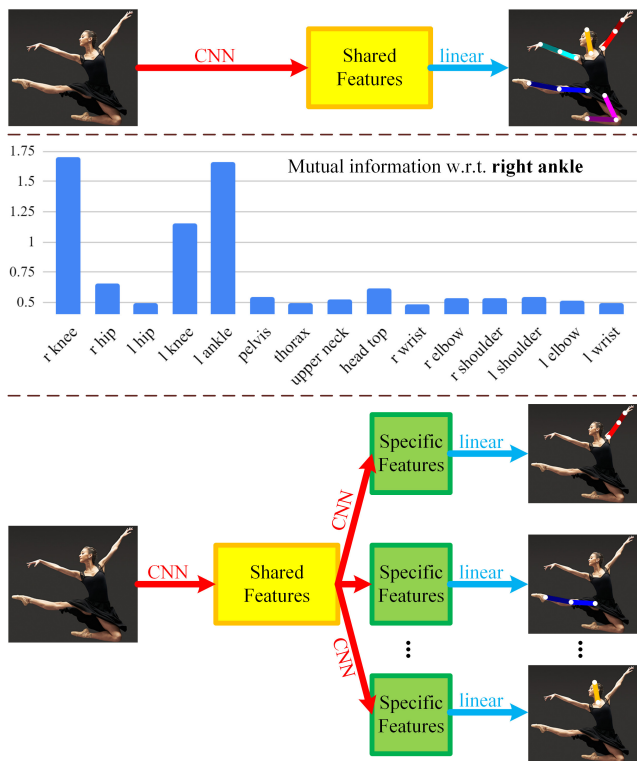 CNN
Shared
Features
linear
Mutual information w.r.t. right ankle
1.75
1.5
1.25
1
0.75
0.5
r knee
r hip
l hip
l knee
l ankle
pelvis
thorax
upper neck
head top
r wrist
r elbow
r shoulder
l shoulder
l elbow
l wrist
Specific
Features
linear
CNN
CNN
Shared
Features
Specific
Features
linear
CNN
Specific
Features
linear